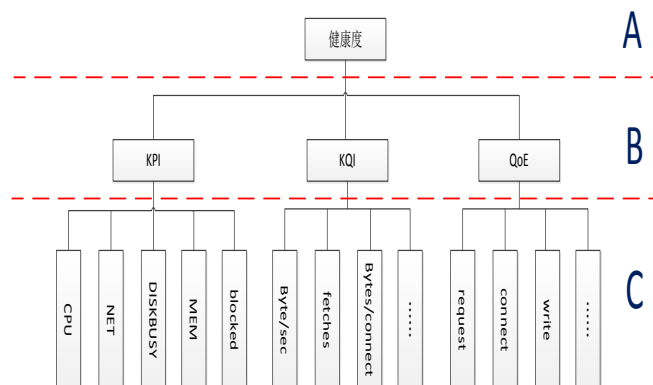 健康度
A
KPI
KQI
QoE
B
CPU
NET
DISKBUSY
MEM
blocked
Byte/sec
fetches
Bytes/connect
......
request
connect
write
......
C